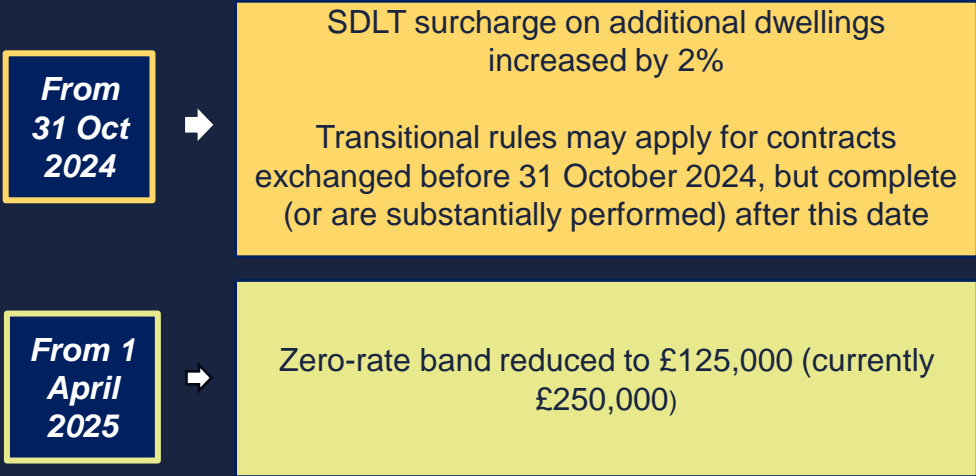 From
31 Oct
2024
SDLT surcharge on additional dwellings
increased by 2%
Transitional rules may apply for contracts
exchanged before 31 October 2024, but complete
(or are substantially performed) after this date
From 1
April
2025
Zero-rate band reduced to £125,000 (currently
£250,000)